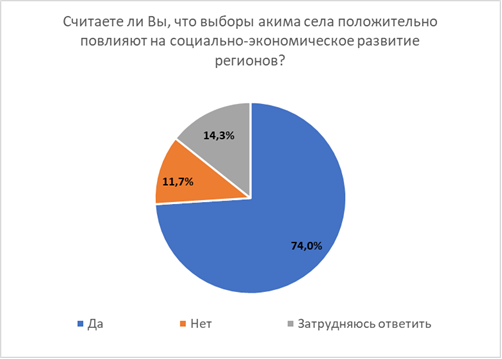 Считаете ли Вы, что выборы акима села положительно
повлияют на социально-экономическое развитие
регионов?
14,3%
11,7%
74,0%
Да
Нет
Затрудняюсь ответить